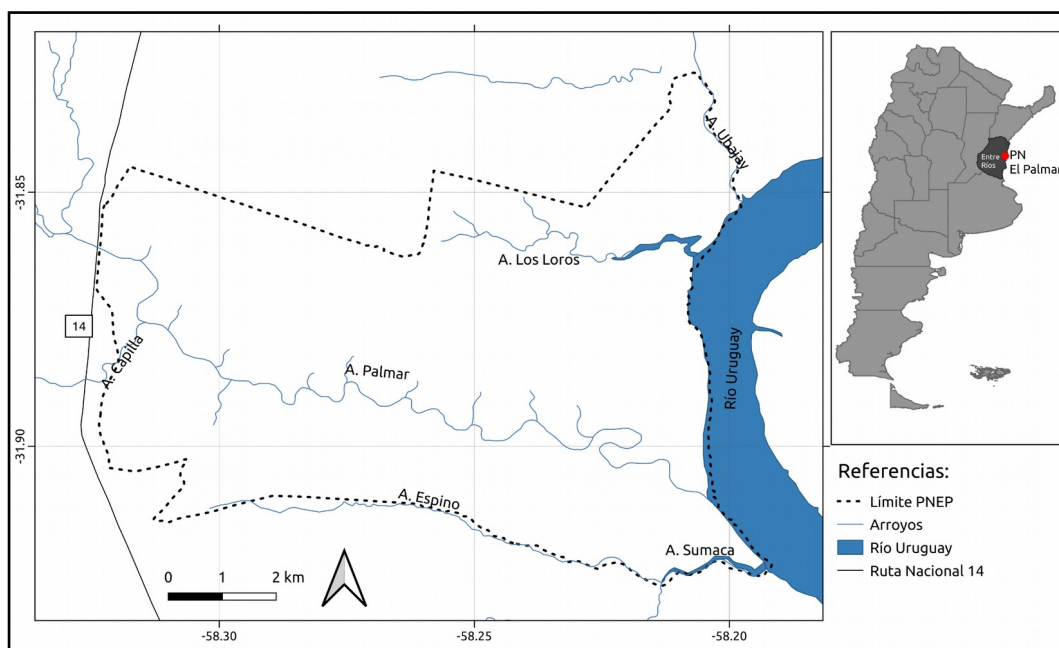 A. Ubajay
-31.85
A. Los Loros
14
A. Capilla
A. Palmar
Río Uruguay
-31.90
A. Espino
A. Sumaca
0 1 2 km
-58.30 -58.25 -58.20
Entre
Ríos
PN
El Palmar
Referencias:
Límite PNEP
Arroyos
Río Uruguay
Ruta Nacional 14